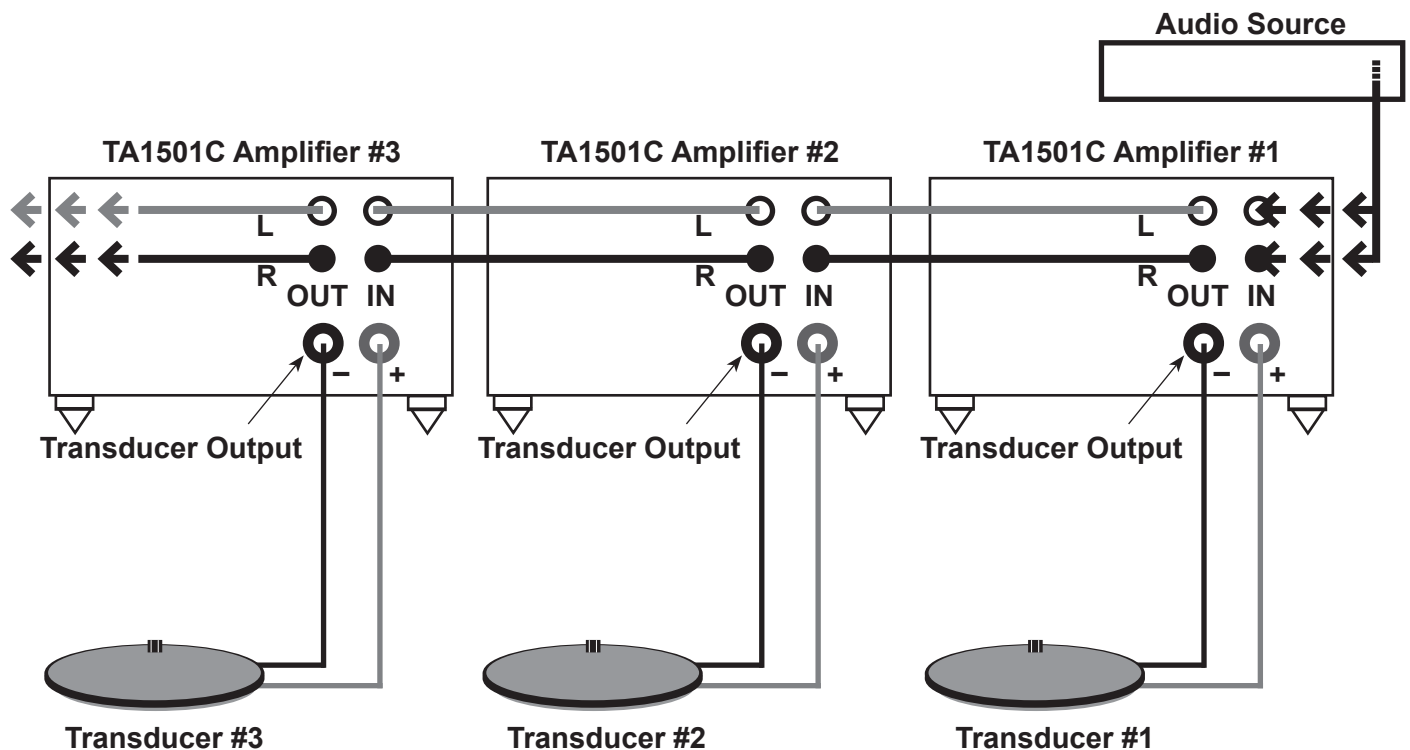 Audio Source
TA1501C Amplifier #3
TA1501C Amplifier #2
TA1501C Amplifier #1
L
L
L
R
R
R
OUT IN
OUT IN
OUT IN
– +
– +
– +
Transducer Output
Transducer Output
Transducer Output
Transducer #3
Transducer #2
Transducer #1